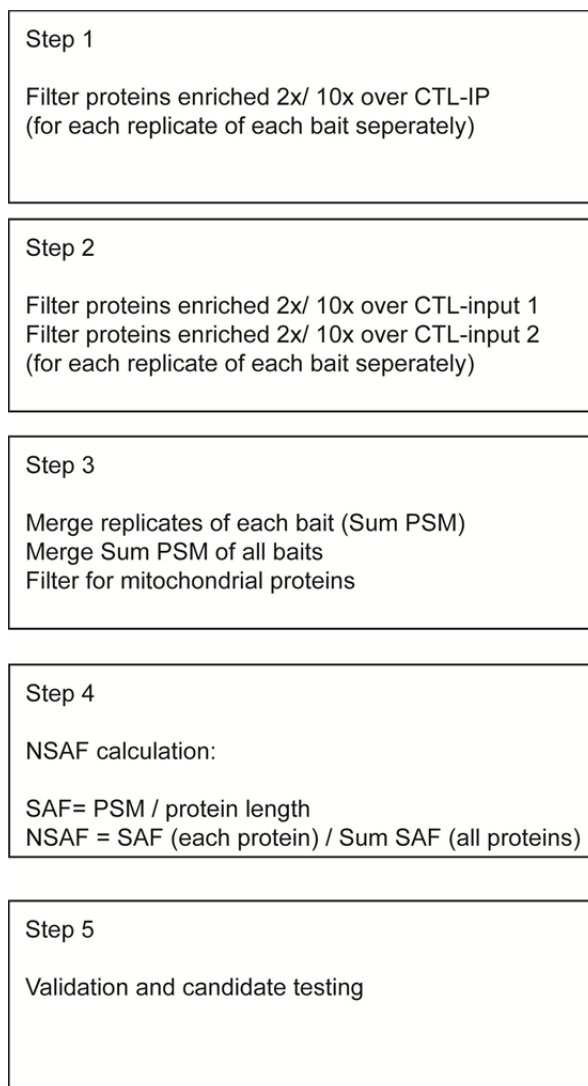 Step 1
Filter proteins enriched 2x/ 10x over CTL-IP
(for each replicate of each bait seperately)
Step 2
Filter proteins enriched 2x/ 10x over CTL-input 1
Filter proteins enriched 2x/ 10x over CTL-input 2
(for each replicate of each bait seperately)
Step 3
Merge replicates of each bait (Sum PSM)
Merge Sum PSM of all baits
Filter for mitochondrial proteins
Step 4
NSAF calculation:
SAF= PSM / protein length
NSAF = SAF (each protein) / Sum SAF (all proteins)
Step 5
Validation and candidate testing